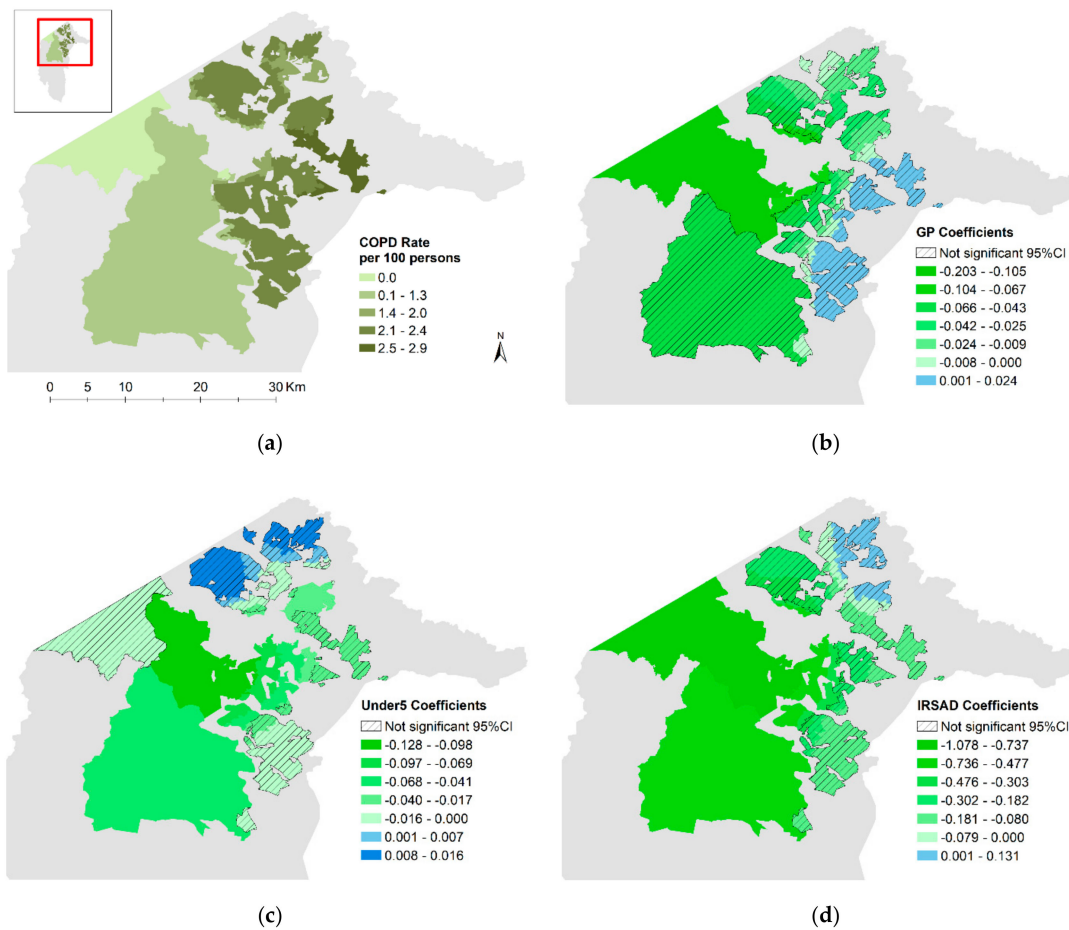 COPD Rate
per 100 persons
0.0
0.1 - 1.3
1.4 - 2.0
2.1 - 2.4
2.5 - 2.9
N
0 5 10 20 30 Km
(a)
GP Coefficients
Not significant 95%CI
-0.203 - -0.105
-0.104 - -0.067
-0.066 - -0.043
-0.042 - -0.025
-0.024 - -0.009
-0.008 - 0.000
0.001 - 0.024
(b)
Under5 Coefficients
Not significant 95%CI
-0.128 - -0.098
-0.097 - -0.069
-0.068 - -0.041
-0.040 - -0.017
-0.016 - 0.000
0.001 - 0.007
0.008 - 0.016
(c)
IRSAD Coefficients
Not significant 95%CI
-1.078 - -0.737
-0.736 - -0.477
-0.476 - -0.303
-0.302 - -0.182
-0.181 - -0.080
-0.079 - 0.000
0.001 - 0.131
(d)